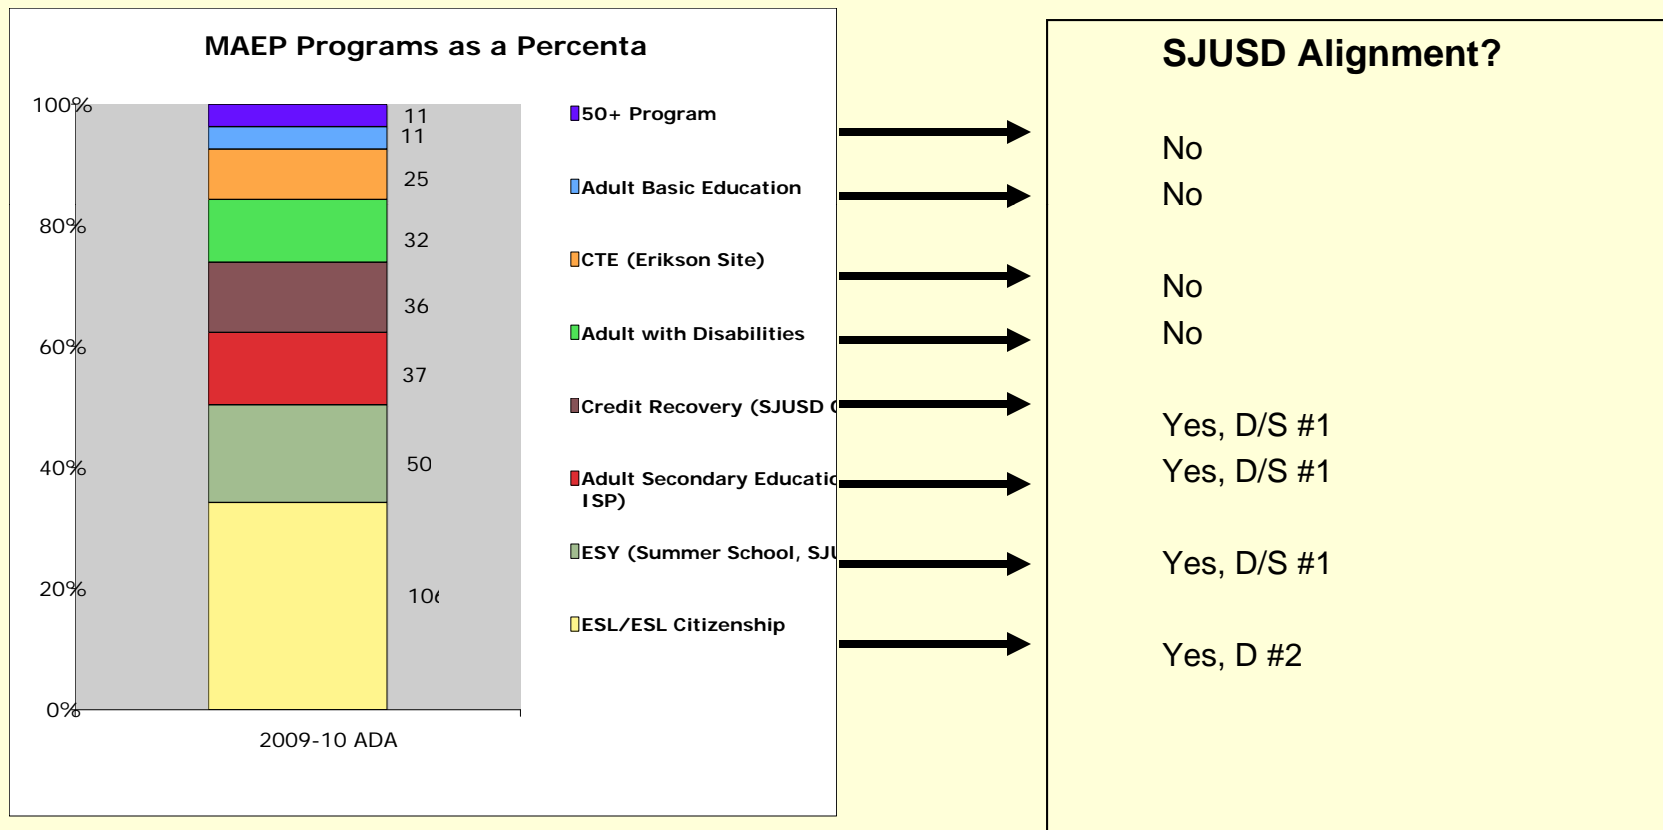 MAEP Programs as a Percenta
100%
80%
60%
40%
20%
0%
11
11
25
32
36
37
50
106
2009-10 ADA
50+ Program
Adult Basic Education
CTE (Erikson Site)
Adult with Disabilities
Credit Recovery (SJUSD
Adult Secondary Educatio
ISP)
ESY (Summer School, SJU
ESL/ESL Citizenship
SJUSD Alignment?
No
No
No
No
Yes, D/S #1
Yes, D/S #1
Yes, D/S #1
Yes, D #2